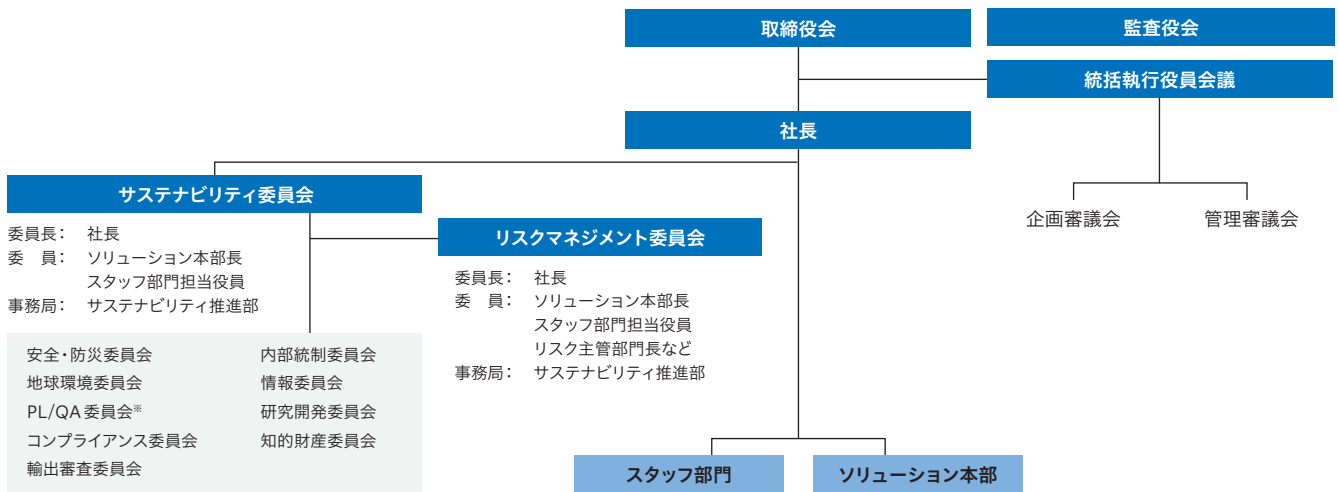 取締役会
監査役会
統括執行役員会議
社長
企画審議会
管理審議会
サステナビリティ委員会
委員長： 社長
委　員： ソリューション本部長
スタッフ部門担当役員
事務局： サステナビリティ推進部
リスクマネジメント委員会
委員長： 社長
委　員： ソリューション本部長
スタッフ部門担当役員
リスク主管部門長など
事務局： サステナビリティ推進部
安全・防災委員会
地球環境委員会
PL/QA委員会※
コンプライアンス委員会
輸出審査委員会
内部統制委員会
情報委員会
研究開発委員会
知的財産委員会
スタッフ部門
ソリューション本部